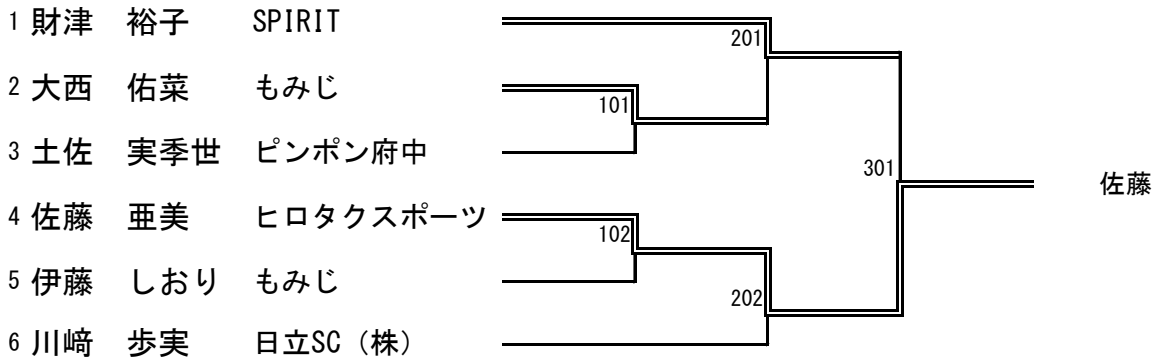 1 財津 裕子 SPIRIT
201
2 大西 佑菜 もみじ
101
3 土佐 実季世 ピンポン府中
301
佐藤
4 佐藤 亜美 ヒロタクスポーツ
102
5 伊藤 しおり もみじ
202
6 川﨑 歩実 日立SC（株）